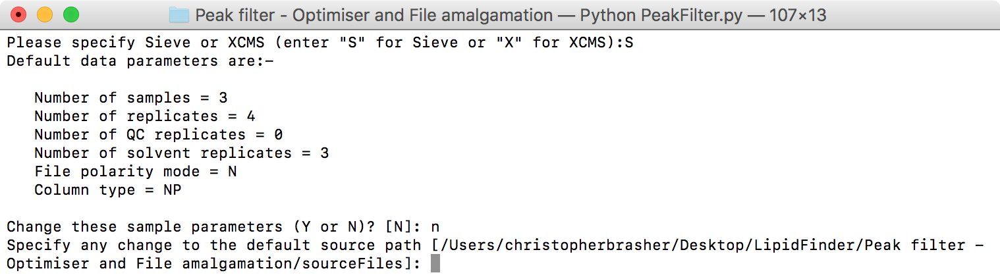 Peak filter - Optimiser and File amalgamation — Python PeakFilter.py — 107×13
Please specify Sieve or XCMS (enter "S" for Sieve or "X" for XCMS):S
Default data parameters are:-
Number of samples = 3
Number of replicates = 4
Number of QC replicates = 0
Number of solvent replicates = 3
File polarity mode = N
Column type = NP
Change these sample parameters (Y or N)? [N]: n
Specify any change to the default source path [/Users/christopherbrasher/Desktop/LipidFinder/Peak filter -
Optimiser and File amalgamation/sourceFiles]: